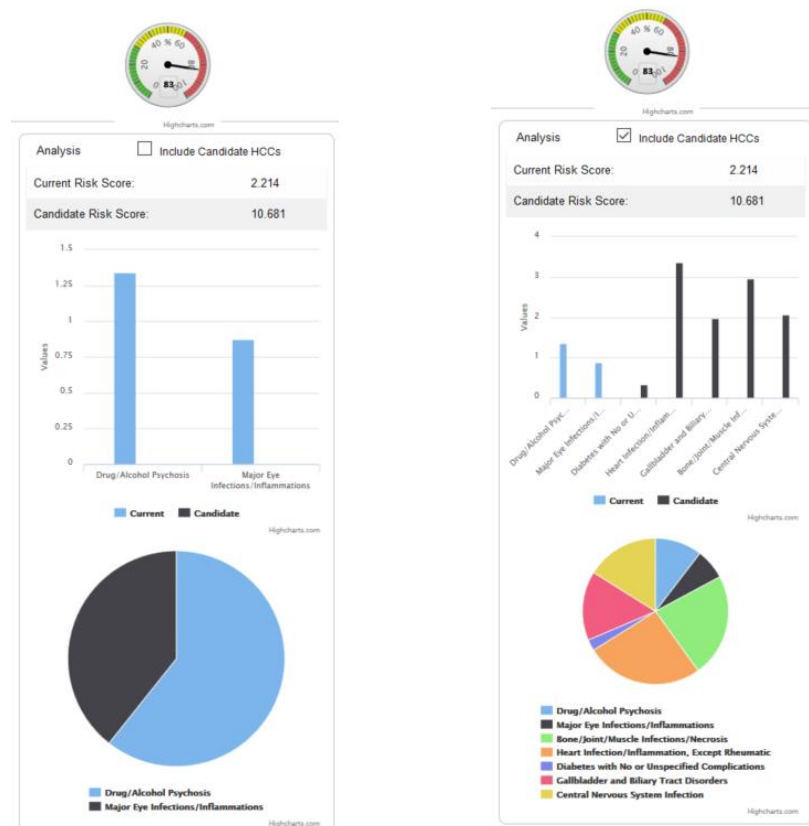 0 20 40 % 60 80 100
83
Highcharts.com
Analysis
Include Candidate HCCs
Current Risk Score: 2.214
Candidate Risk Score: 10.681
1.5
1.25
1
0.75
0.5
0.25
0
Values
Drug/Alcohol Psychosis
Major Eye
Infections/Inflammations
Current Candidate
Highcharts.com
Drug/Alcohol Psychosis
Major Eye Infections/Inflammations
Highcharts.com
0 20 40 % 60 80 100
83
Highcharts.com
Analysis
Include Candidate HCCs
Current Risk Score: 2.214
Candidate Risk Score: 10.681
4
3
2
1
0
Values
Drug/Alcohol Psyc...
Major Eye Infections/I...
Diabetes with No or U...
Heart Infection/Inflam...
Gallbladder and Biliary...
Bone/Joint/Muscle Inf...
Central Nervous Syste...
Current Candidate
Highcharts.com
Drug/Alcohol Psychosis
Major Eye Infections/Inflammations
Bone/Joint/Muscle Infections/Necrosis
Heart Infection/Inflammation, Except Rheumatic
Diabetes with No or Unspecified Complications
Gallbladder and Biliary Tract Disorders
Central Nervous System Infection
Highcharts.com